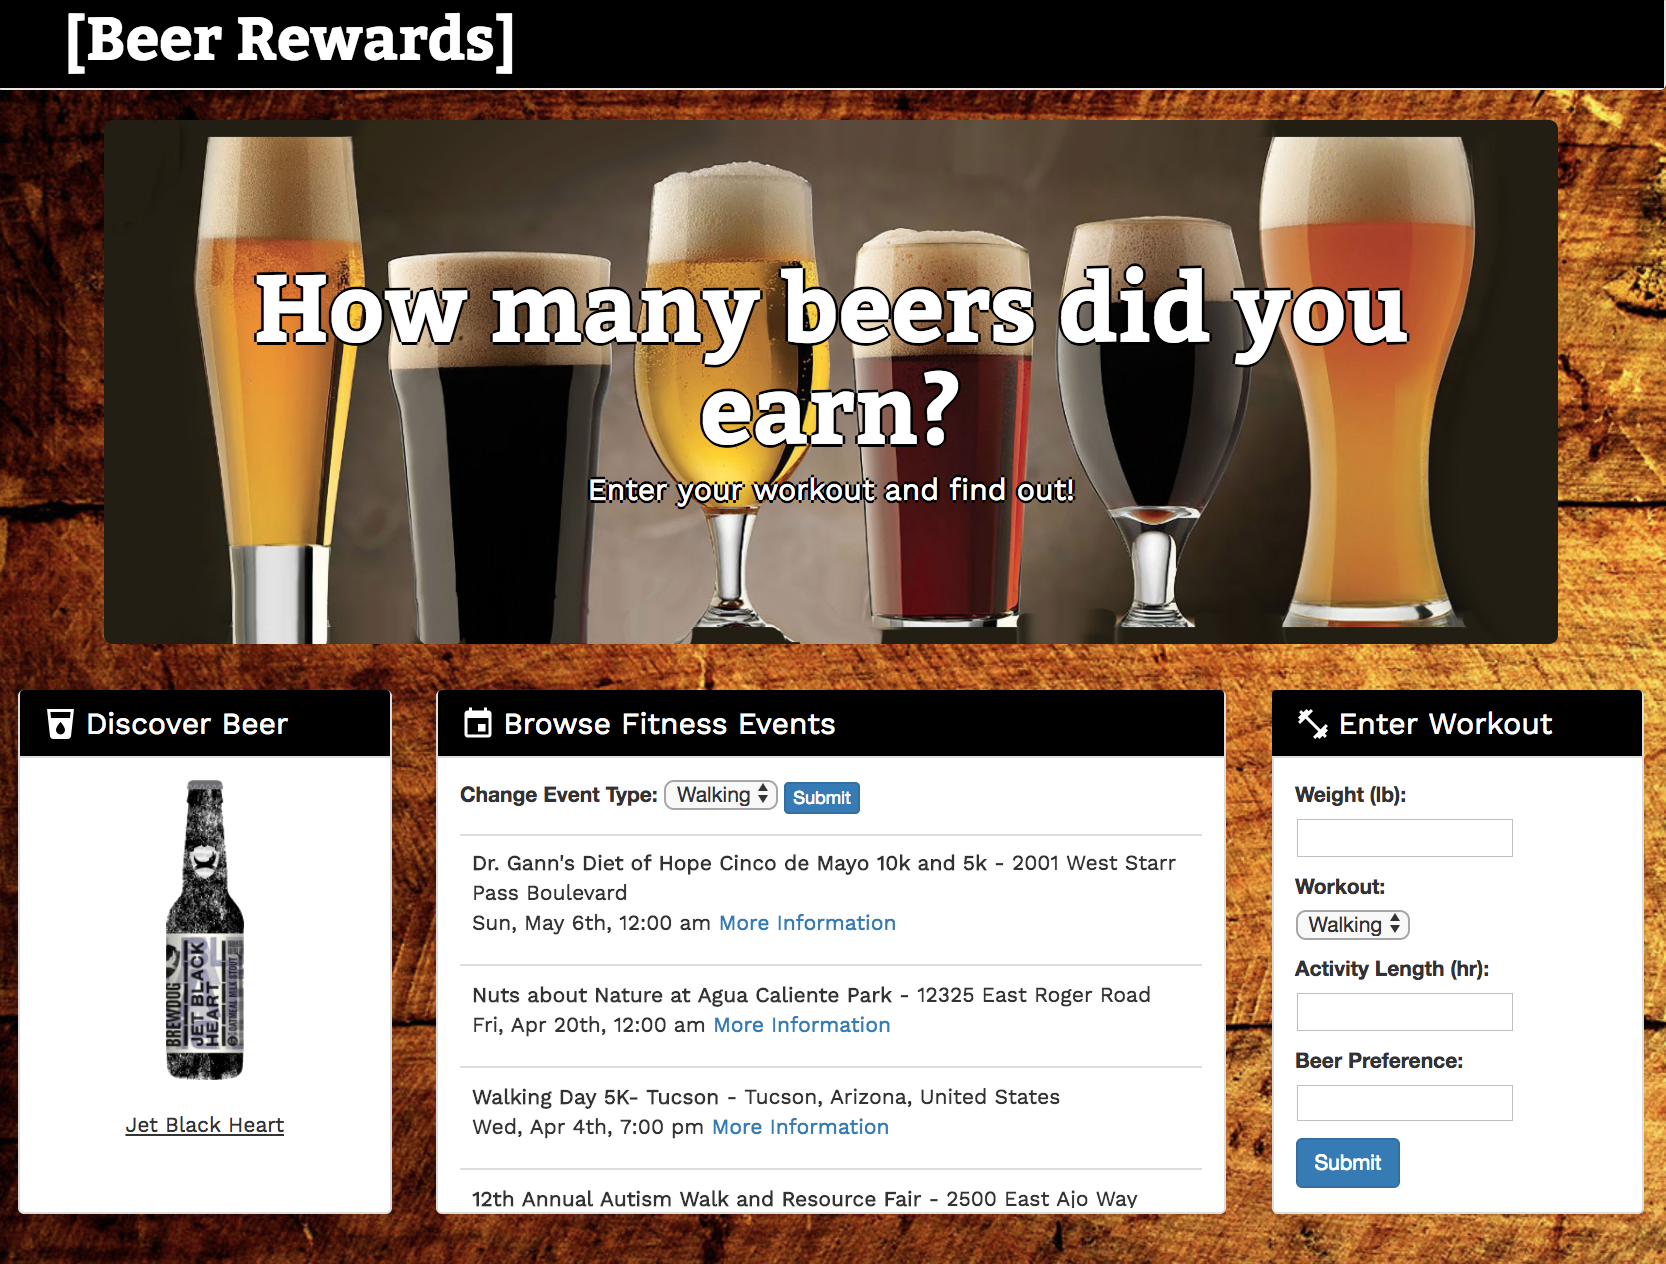 [Beer Rewards]
How many beers did you
earn?
Enter your workout and find out!
Discover Beer
BREWDOG
JET BLACK
HEART
OATMEAL MILK STOUT
Jet Black Heart
Browse Fitness Events
Change Event Type: Walking Submit
Dr. Gann's Diet of Hope Cinco de Mayo 10k and 5k - 2001 West Starr
Pass Boulevard
Sun, May 6th, 12:00 am More Information
Nuts about Nature at Agua Caliente Park - 12325 East Roger Road
Fri, Apr 20th, 12:00 am More Information
Walking Day 5K- Tucson - Tucson, Arizona, United States
Wed, Apr 4th, 7:00 pm More Information
12th Annual Autism Walk and Resource Fair - 2500 East Ajo Way
Enter Workout
Weight (lb):
Workout:
Walking
Activity Length (hr):
Beer Preference:
Submit